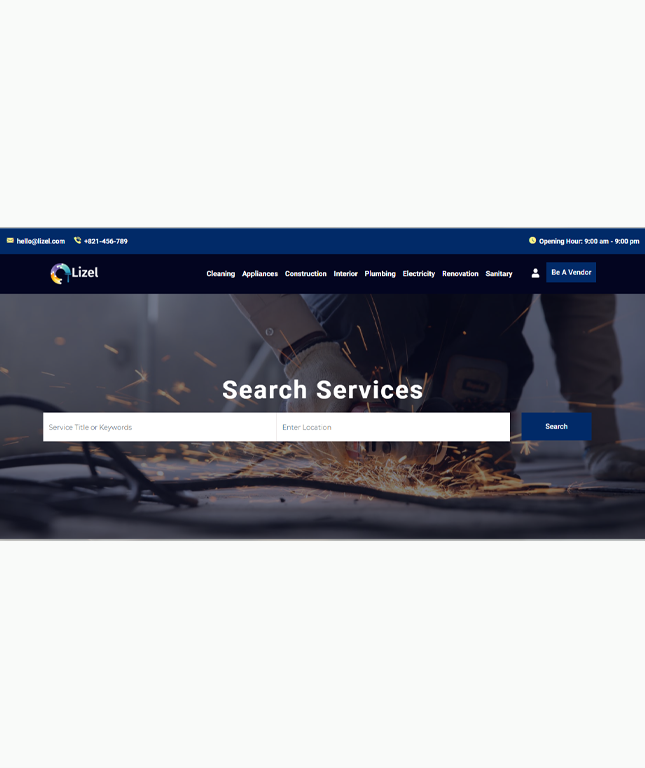 hello@lizel.com +821-456-789 Opening Hour: 9:00 am - 9:00 pm
Lizel Cleaning Appliances Construction Interior Plumbing Electricity Renovation Sanitary Be A Vendor
Search Services
Service Title or Keywords Enter Location Search